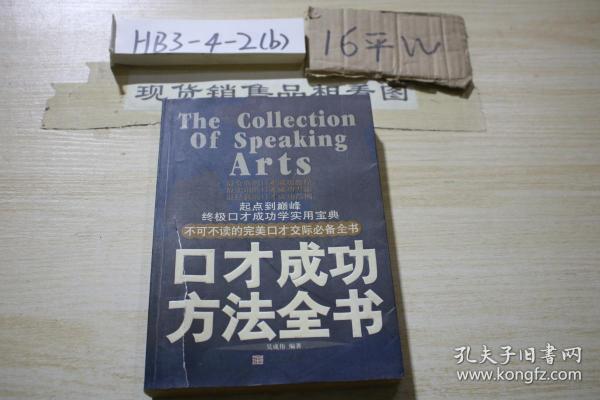 HB3-4-2(b)
16平W
现货销售品相看图
The Collection
Of Speaking
Arts
起点到巅峰
终极口才成功学实用宝典
不可不读的完美口才交际必备全书
口才成功
方法全书
编著
孔夫子旧书网
www.kongfz.com